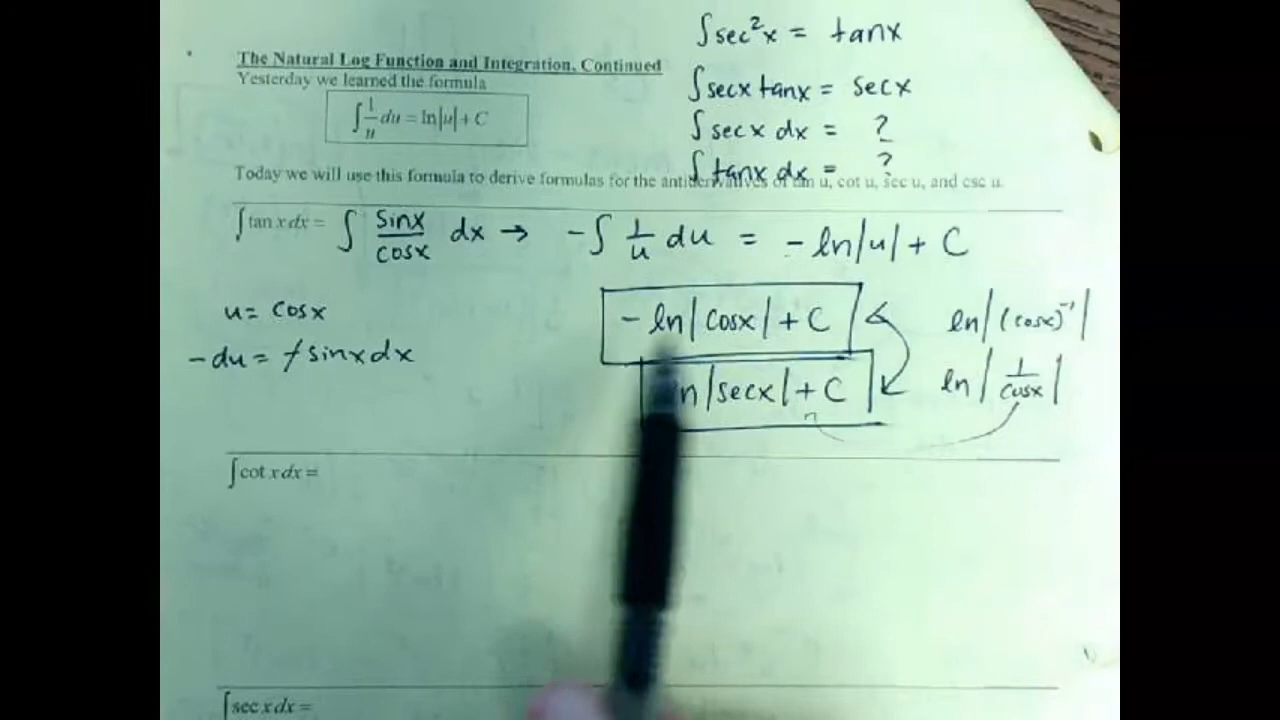 ∫sec²x = tanx
The Natural Log Function and Integration, Continued
Yesterday we learned the formula
∫secx tanx = secx
∫ 1/u du = ln|u| + C
∫secx dx = ?
∫tanx dx = ?
Today we will use this formula to derive formulas for the antiderivatives of tan u, cot u, sec u, and csc u.
∫tan x dx = ∫ sinx/cosx dx → -∫ 1/u du = -ln|u| + C
u = cosx
-ln|cosx| + C
ln|(cosx)⁻¹|
-du = -sinxdx
n|secx| + C
ln|1/cosx|
∫cot x dx =
∫sec x dx =